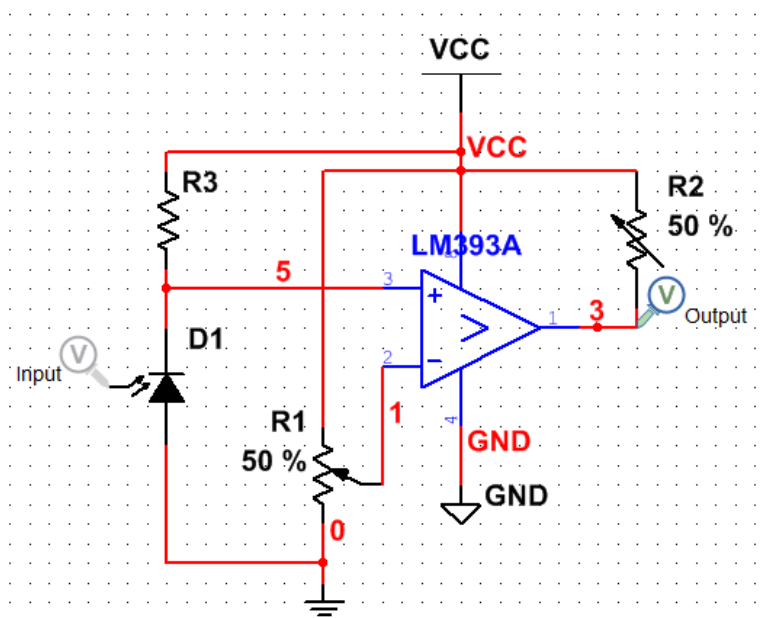 VCC
VCC
R3
R2
50 %
LM393A
8
5
3
+
V
Output
3
1
V
Input
D1
2
−
1
R1
50 %
4
GND
GND
0